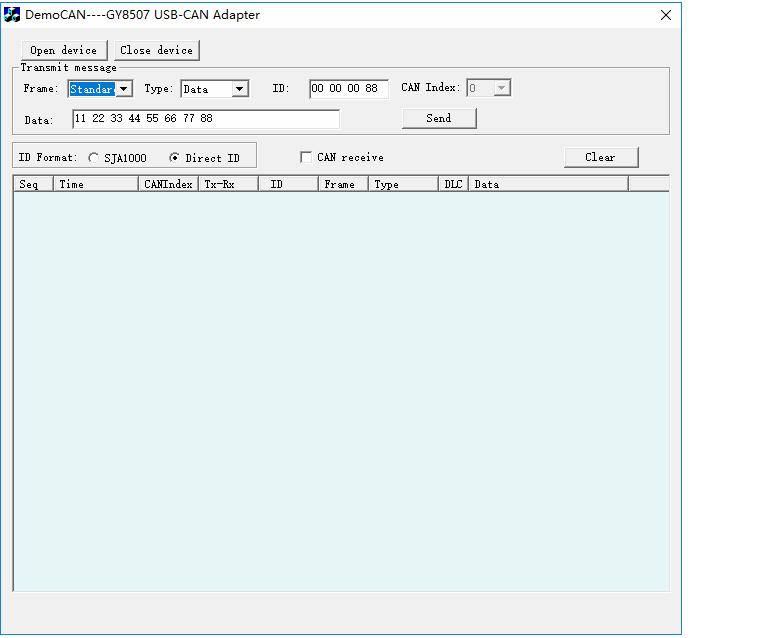 DemoCAN----GY8507 USB-CAN Adapter
Open device Close device
Transmit message
Frame: Standar Type: Data ID: 00 00 00 88 CAN Index: 0
Data: 11 22 33 44 55 66 77 88 Send
ID Format: SJA1000 Direct ID CAN receive Clear
Seq Time CANIndex Tx-Rx ID Frame Type DLC Data